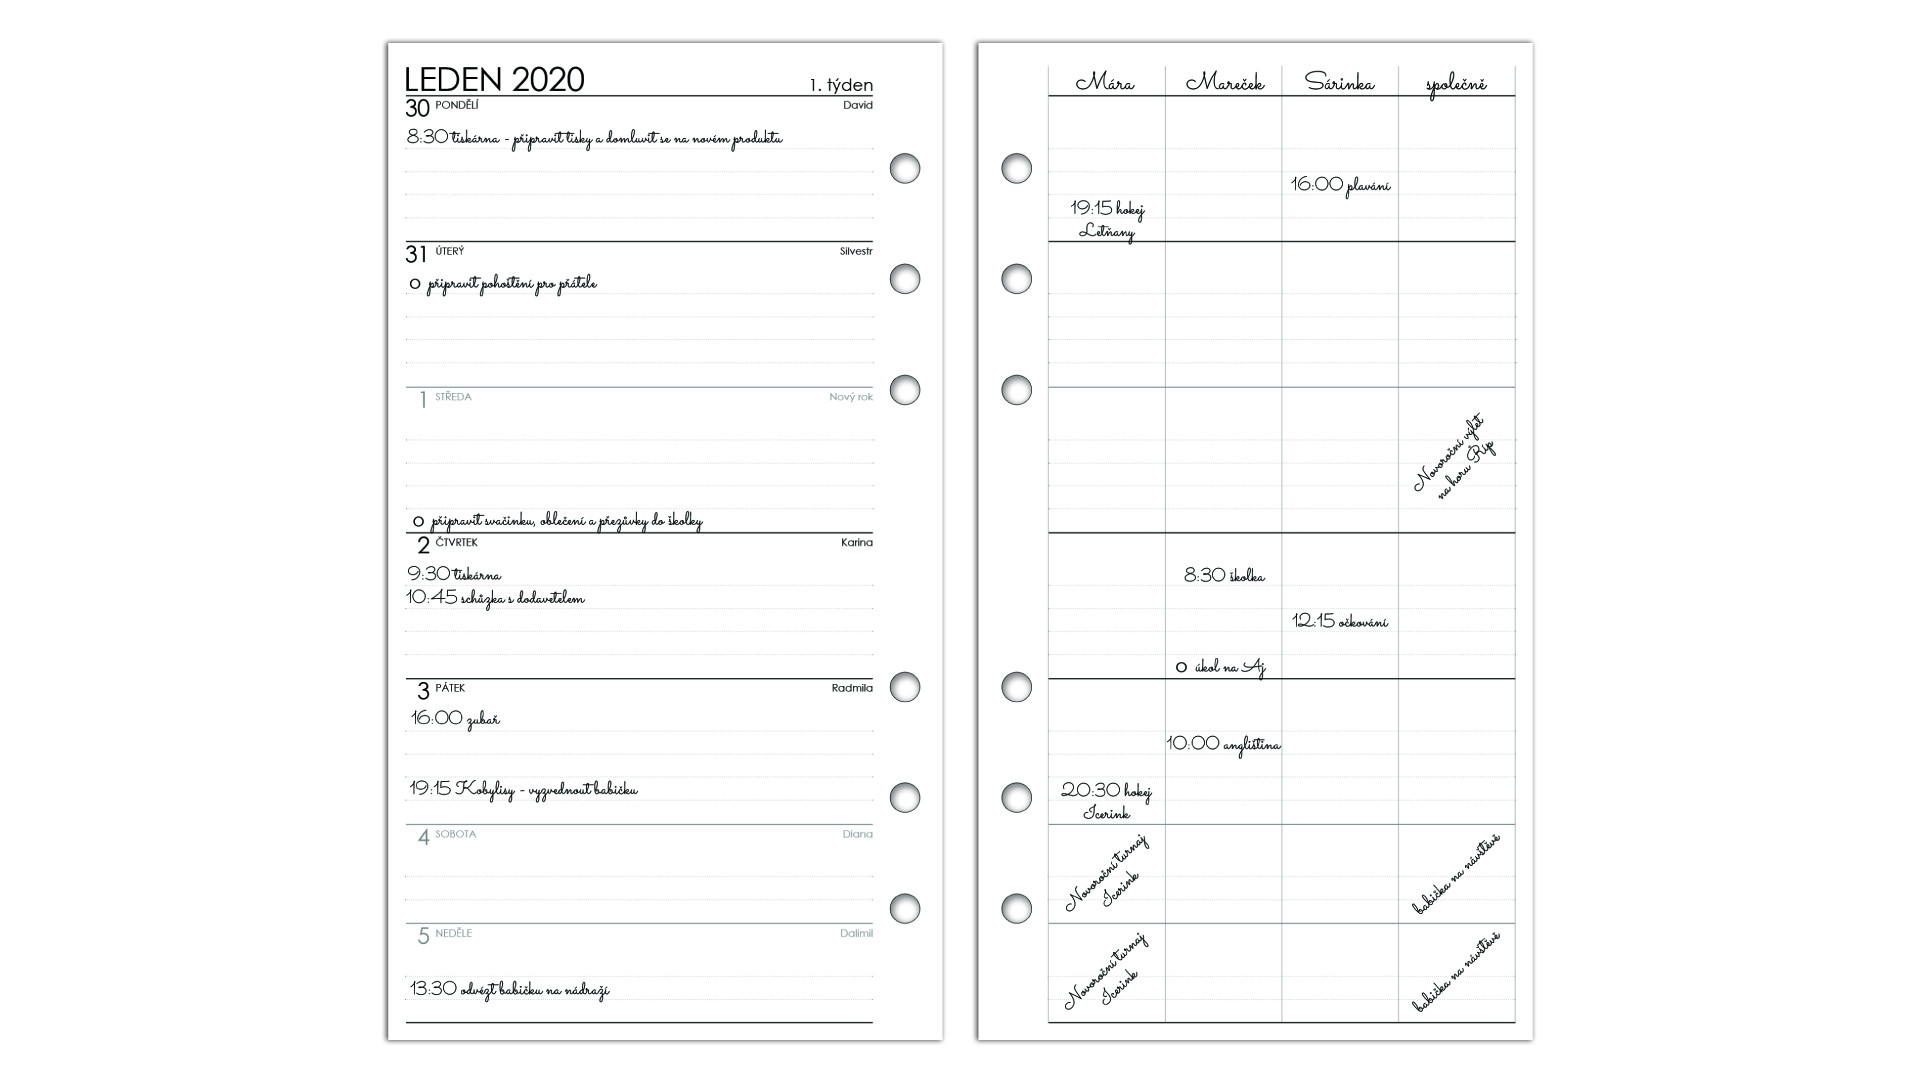 LEDEN 2020
1. týden
30 PONDĚLÍ
David
8:30 tiskárna - připravit tisky a domluvit se na novém produktu
31 ÚTERÝ
Silvestr
připravit pohoštění pro přátele
1 STŘEDA
Nový rok
připravit svačinku, oblečení a přezůvky do školky
2 ČTVRTEK
Karina
9:30 tiskárna
10:45 schůzka s dodavetelem
3 PÁTEK
Radmila
16:00 zubař
19:15 Kobylisy - vyzvednout babičku
4 SOBOTA
Diana
5 NEDĚLE
Dalimil
13:30 odvézt babičku na nádraží
Mára
Mareček
Sárinka
společně
16:00 plavání
19:15 hokej
Letňany
Novoroční výlet
na horu Říp
8:30 školka
12:15 očkování
úkol na Aj
10:00 angliština
20:30 hokej
Icerink
Novoroční turnaj
Icerink
babička na návštěvě
Novoroční turnaj
Icerink
babička na návštěvě